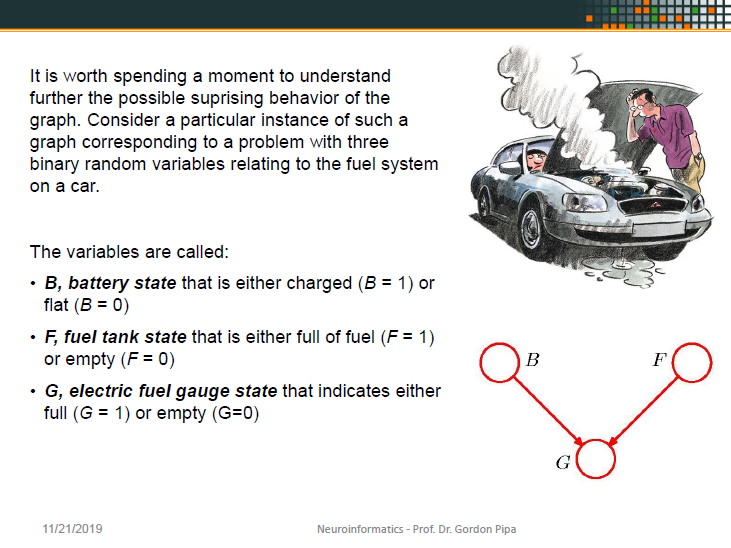 It is worth spending a moment to understand
further the possible suprising behavior of the
graph. Consider a particular instance of such a
graph corresponding to a problem with three
binary random variables relating to the fuel system
on a car.
The variables are called:
• B, battery state that is either charged (B = 1) or
flat (B = 0)
• F, fuel tank state that is either full of fuel (F = 1)
or empty (F = 0)
• G, electric fuel gauge state that indicates either
full (G = 1) or empty (G=0)
B
F
G
11/21/2019
Neuroinformatics - Prof. Dr. Gordon Pipa